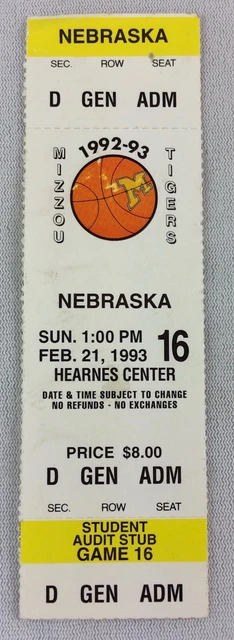 NEBRASKA
SEC. ROW SEAT
D GEN ADM
1992-93
MIZZOU
TIGERS
M
NEBRASKA
SUN. 1:00 PM
FEB. 21, 1993 16
HEARNES CENTER
DATE & TIME SUBJECT TO CHANGE
NO REFUNDS - NO EXCHANGES
PRICE $8.00
D GEN ADM
SEC. ROW SEAT
STUDENT
AUDIT STUB
GAME 16
D GEN ADM